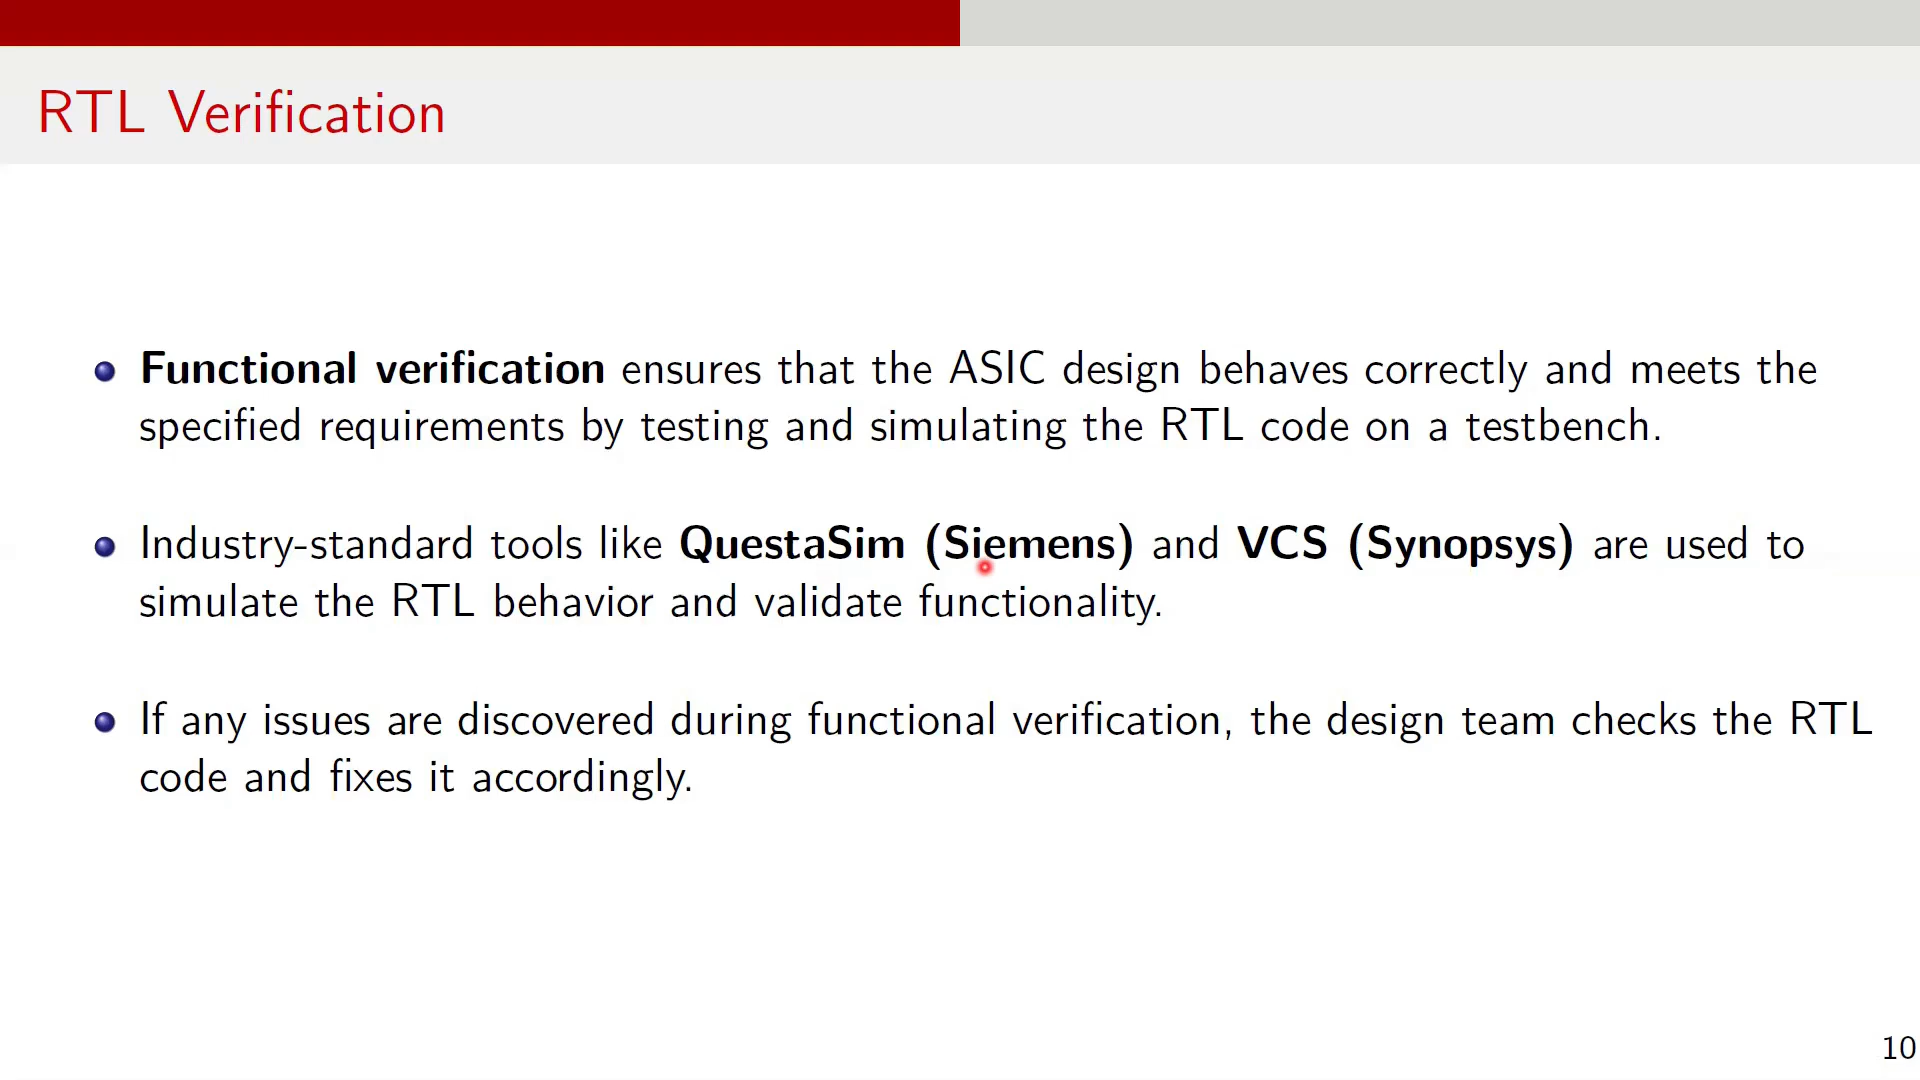 RTL Verification
Functional verification ensures that the ASIC design behaves correctly and meets the
specified requirements by testing and simulating the RTL code on a testbench.
Industry-standard tools like QuestaSim (Siemens) and VCS (Synopsys) are used to
simulate the RTL behavior and validate functionality.
If any issues are discovered during functional verification, the design team checks the RTL
code and fixes it accordingly.
10